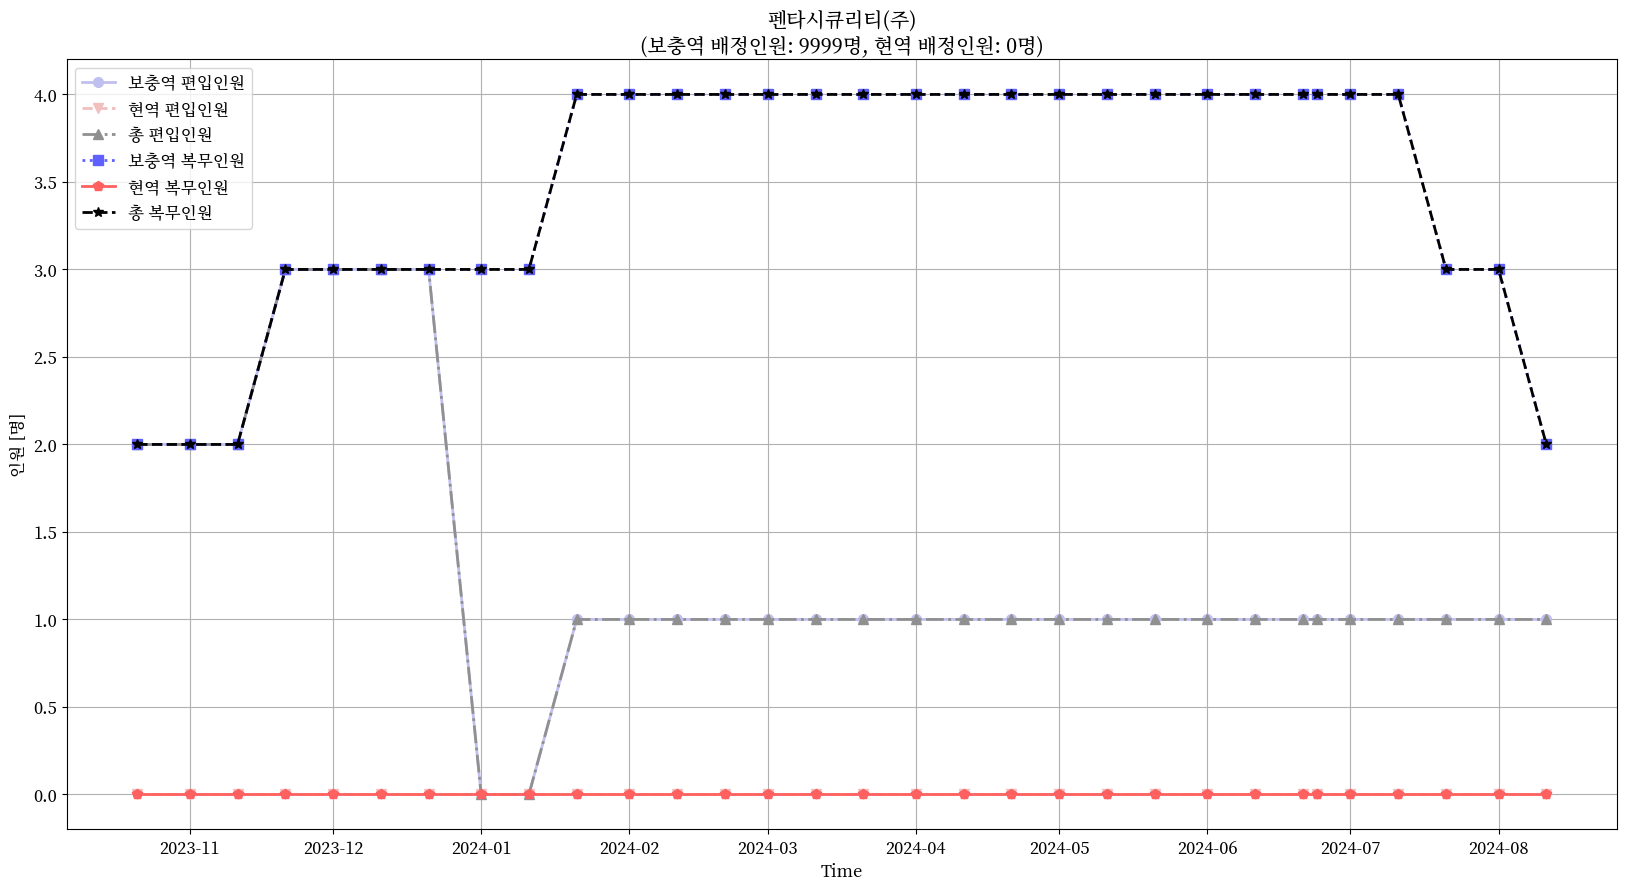 펜타시큐리티(주)
(보충역 배정인원: 9999명, 현역 배정인원: 0명)
보충역 편입인원
현역 편입인원
총 편입인원
보충역 복무인원
현역 복무인원
총 복무인원
4.0
3.5
3.0
2.5
2.0
1.5
1.0
0.5
0.0
인원 [명]
2023-11 2023-12 2024-01 2024-02 2024-03 2024-04 2024-05 2024-06 2024-07 2024-08
Time